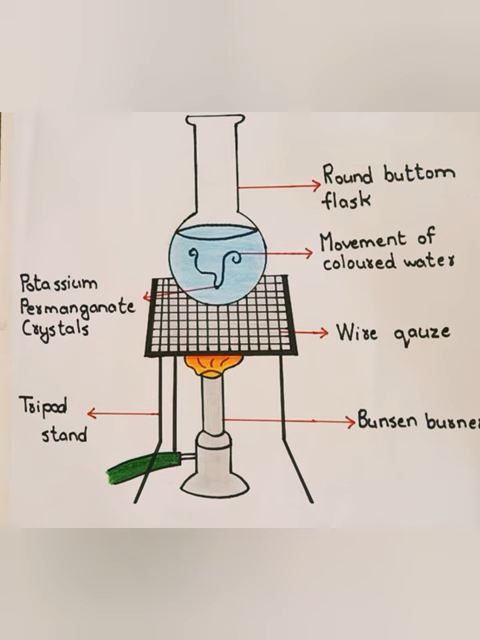 Round buttom
flask
Movement of
coloured water
Potassium
Permanganate
Crystals
Wire gauze
Tripod
stand
Bunsen burne